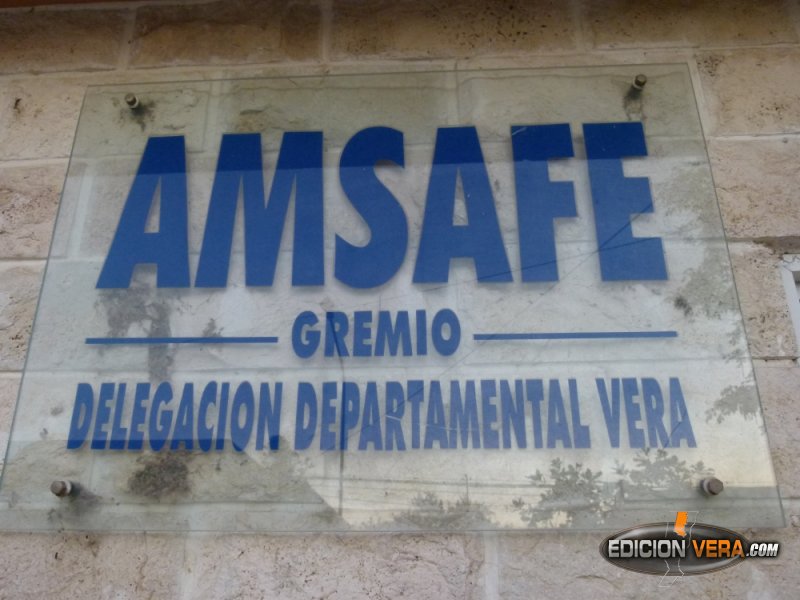 AMSAFE
GREMIO
DELEGACION DEPARTAMENTAL VERA
EDICION VERA.COM